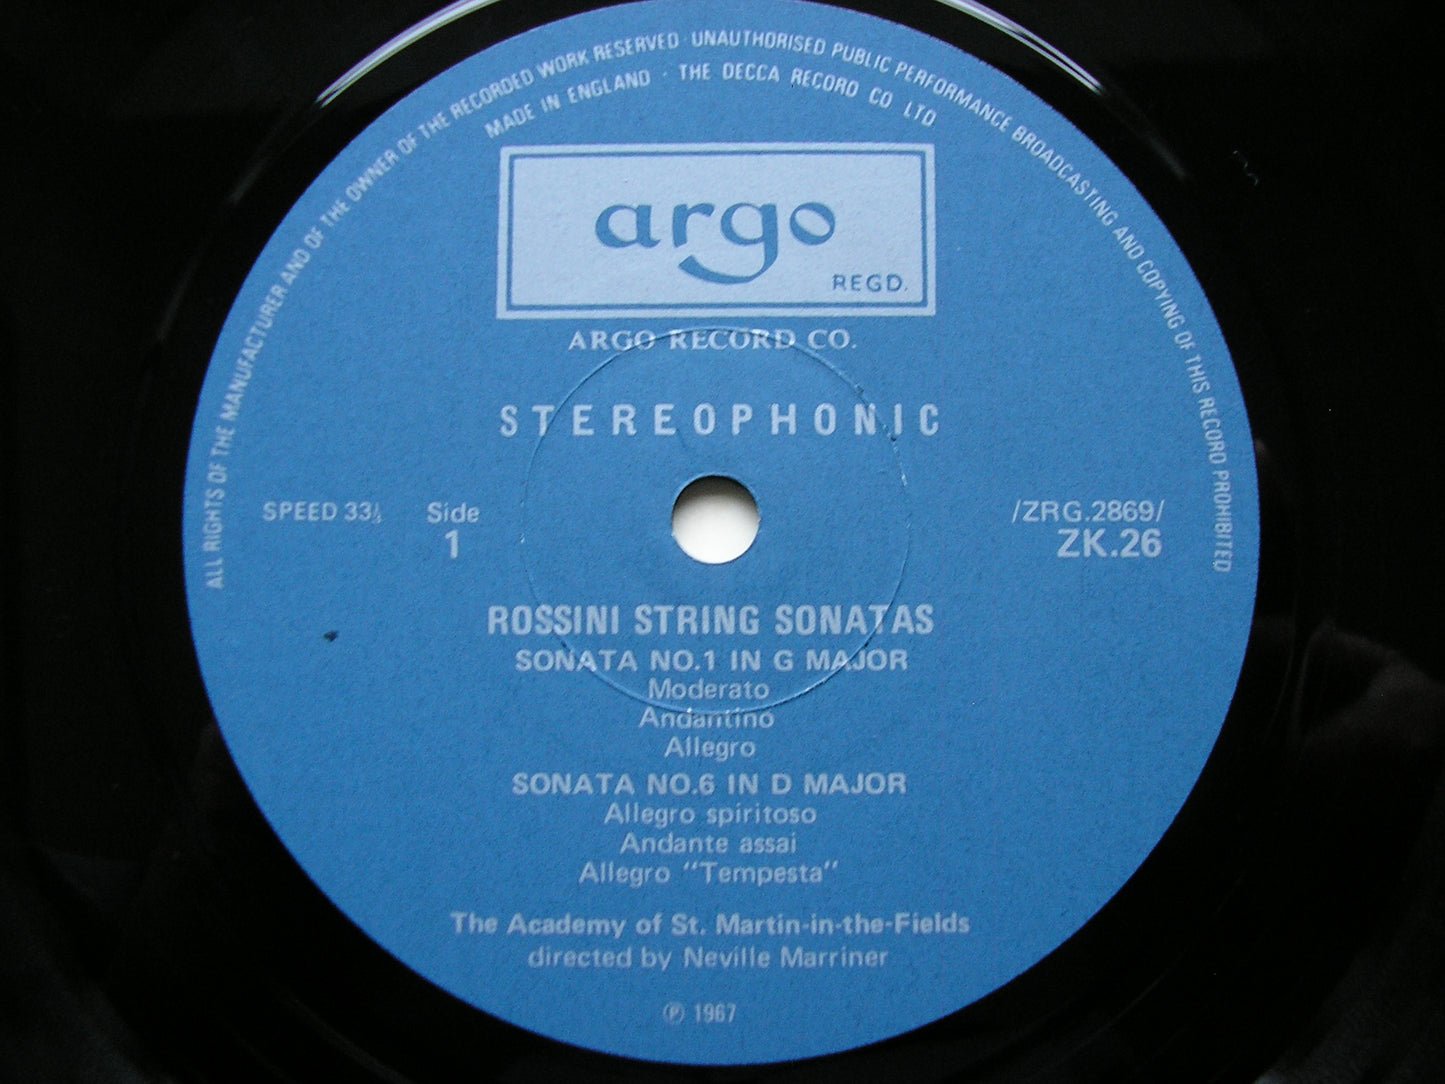 ALL RIGHTS OF THE MANUFACTURER AND OF THE OWNER OF THE RECORDED WORK RESERVED · UNAUTHORISED PUBLIC PERFORMANCE BROADCASTING AND COPYING OF THIS RECORD PROHIBITED
MADE IN ENGLAND · THE DECCA RECORD CO LTD
argo
REGD.
ARGO RECORD CO.
STEREOPHONIC
SPEED 33⅓ Side /ZRG.2869/
1 ZK.26
ROSSINI STRING SONATAS
SONATA NO.1 IN G MAJOR
Moderato
Andantino
Allegro
SONATA NO.6 IN D MAJOR
Allegro spiritoso
Andante assai
Allegro "Tempesta"
The Academy of St. Martin-in-the-Fields
directed by Neville Marriner
℗ 1967